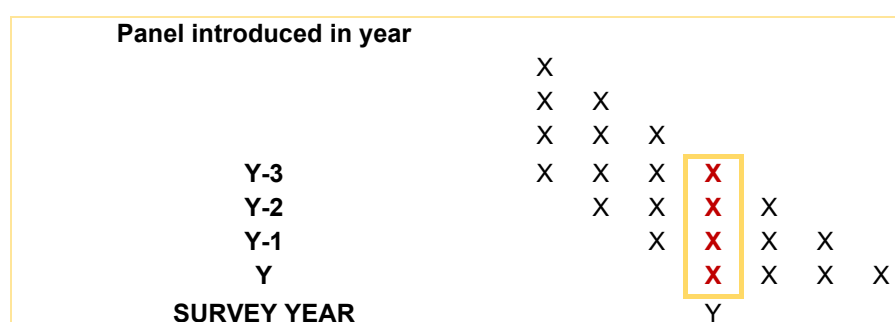 Panel introduced in year
X
X X
X X X
Y-3 X X X X
Y-2 X X X X
Y-1 X X X X
Y X X X X
SURVEY YEAR Y